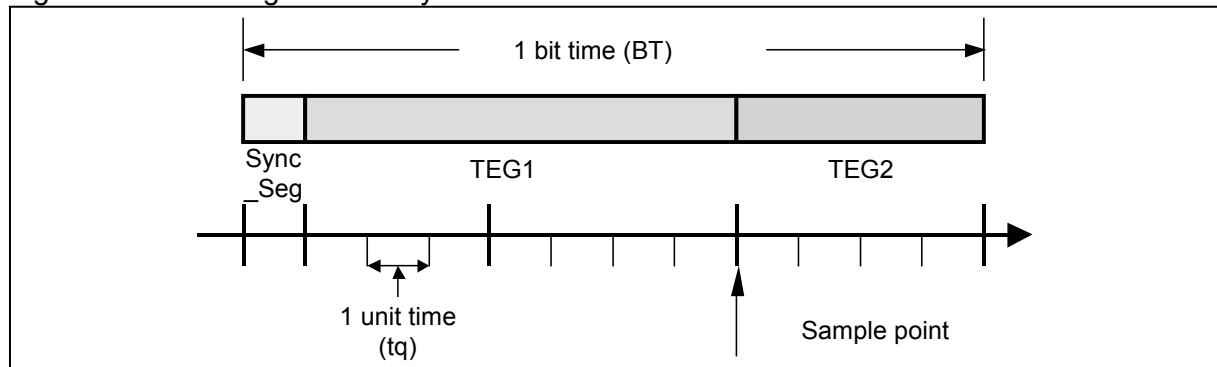 1 bit time (BT)
Sync
_Seg
TEG1
TEG2
1 unit time
(tq)
Sample point